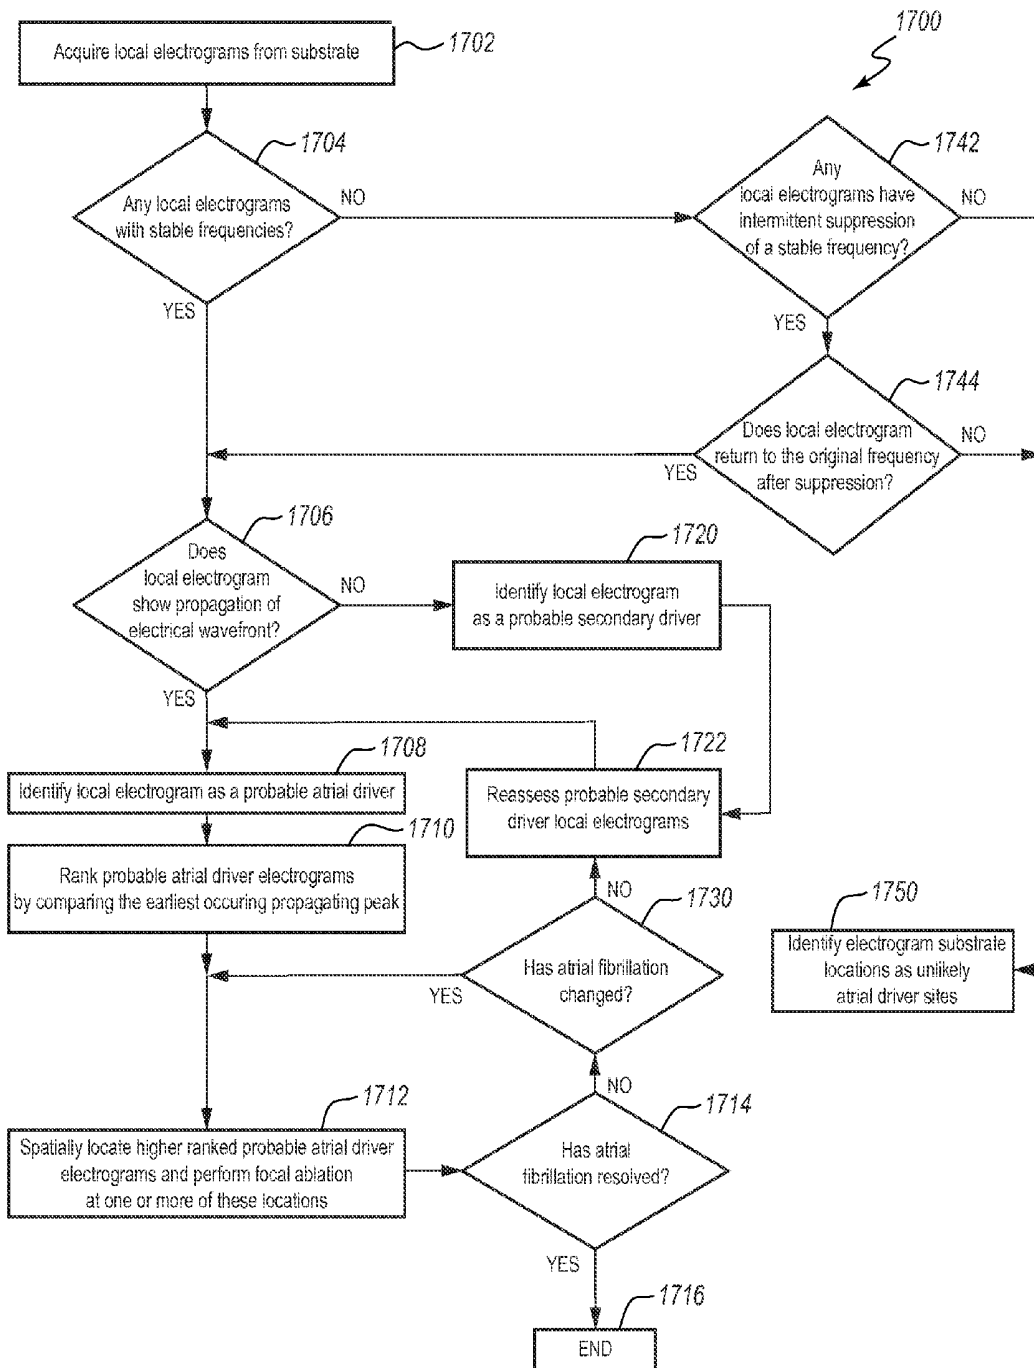 1700
Acquire local electrograms from substrate
1702
1704
Any local electrograms
with stable frequencies?
NO
YES
1742
Any
local electrograms have
intermittent suppression
of a stable frequency?
NO
YES
1744
Does local electrogram
return to the original frequency
after suppression?
NO
YES
1706
Does
local electrogram
show propagation of
electrical wavefront?
NO
YES
1720
Identify local electrogram
as a probable secondary driver
1708
Identify local electrogram as a probable atrial driver
1722
Reassess probable secondary
driver local electrograms
1710
Rank probable atrial driver electrograms
by comparing the earliest occuring propagating peak
NO
1730
Has atrial fibrillation
changed?
YES
1750
Identify electrogram substrate
locations as unlikely
atrial driver sites
1712
Spatially locate higher ranked probable atrial driver
electrograms and perform focal ablation
at one or more of these locations
NO
1714
Has atrial
fibrillation resolved?
YES
1716
END